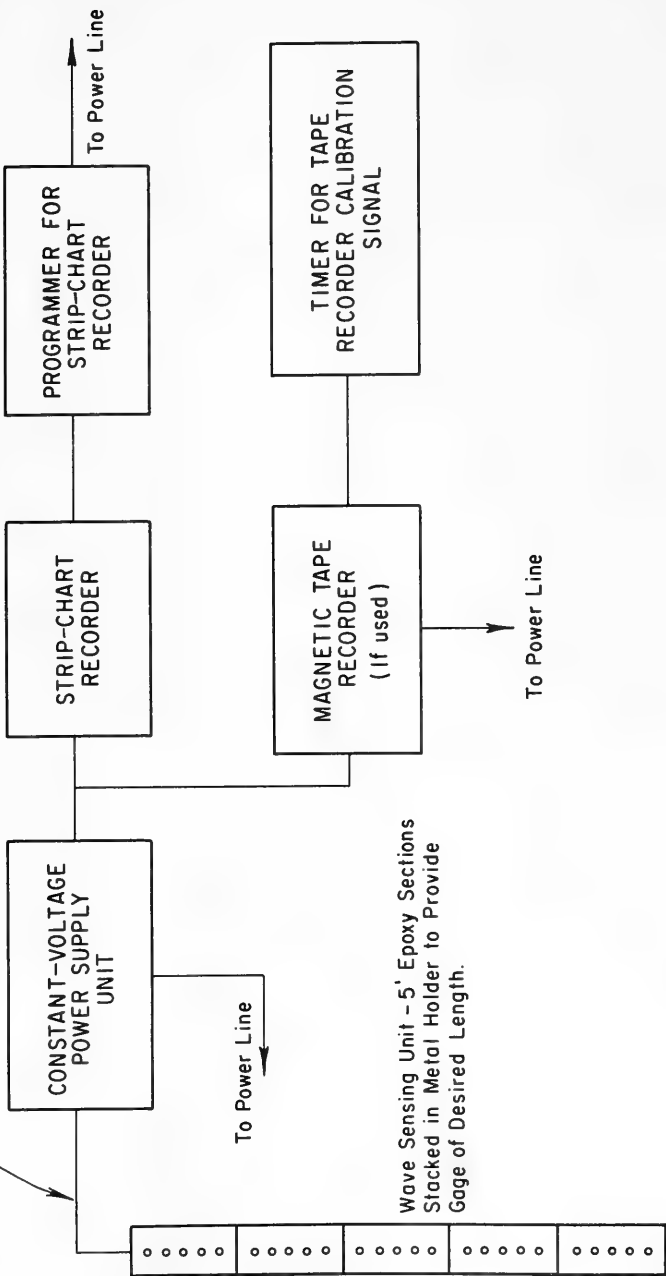 CONSTANT-VOLTAGE
POWER SUPPLY
UNIT
To Power Line
STRIP-CHART
RECORDER
PROGRAMMER FOR
STRIP-CHART
RECORDER
To Power Line
MAGNETIC TAPE
RECORDER
(If used)
To Power Line
TIMER FOR TAPE
RECORDER CALIBRATION
SIGNAL
Wave Sensing Unit - 5' Epoxy Sections
Stacked in Metal Holder to Provide
Gage of Desired Length.